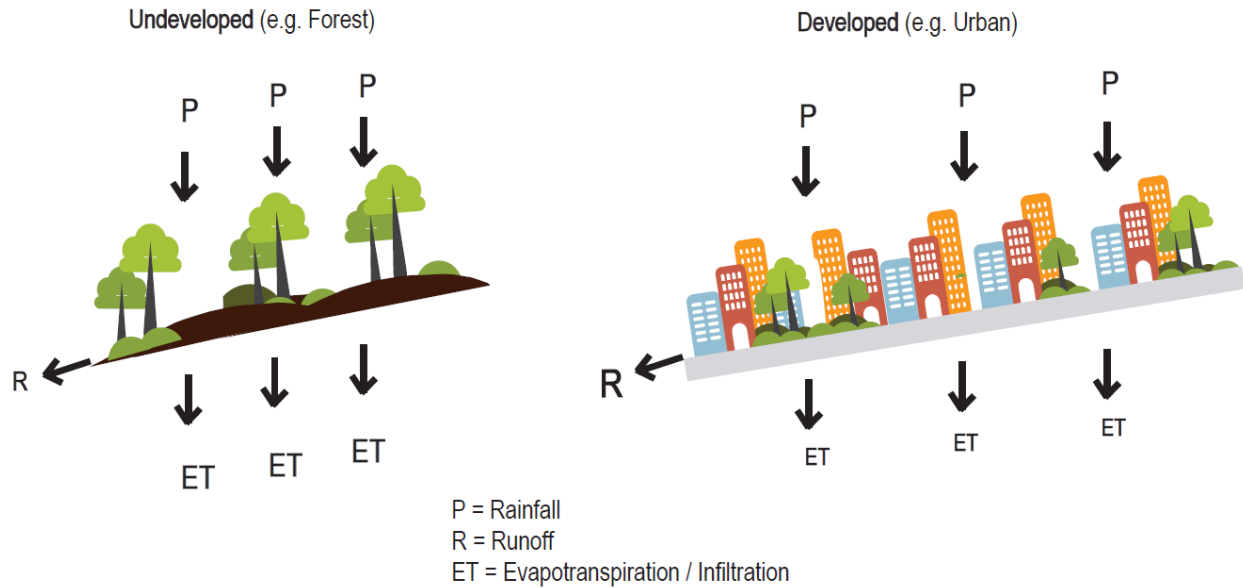 Undeveloped (e.g. Forest)
P
P
P
R
ET
ET
ET
Developed (e.g. Urban)
P
P
P
R
ET
ET
ET
P = Rainfall
R = Runoff
ET = Evapotranspiration / Infiltration